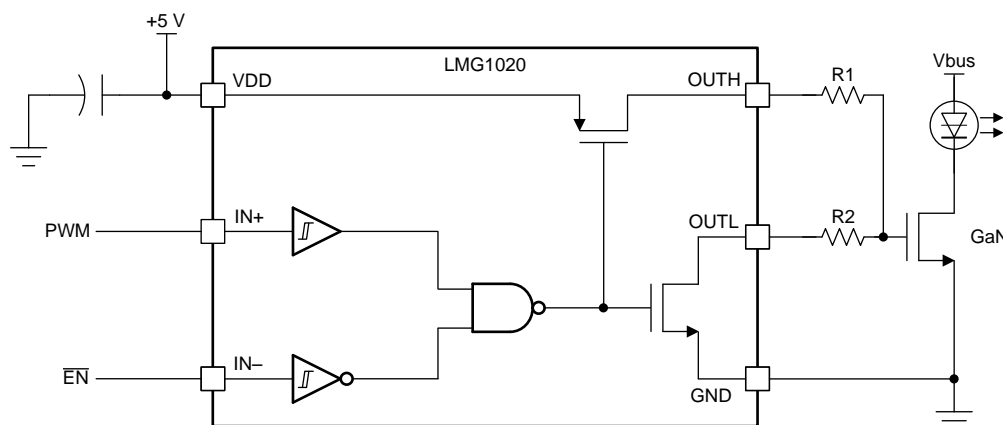 +5 V
LMG1020
VDD
OUTH
R1
Vbus
PWM
IN+
OUTL
R2
GaN
EN
IN–
GND